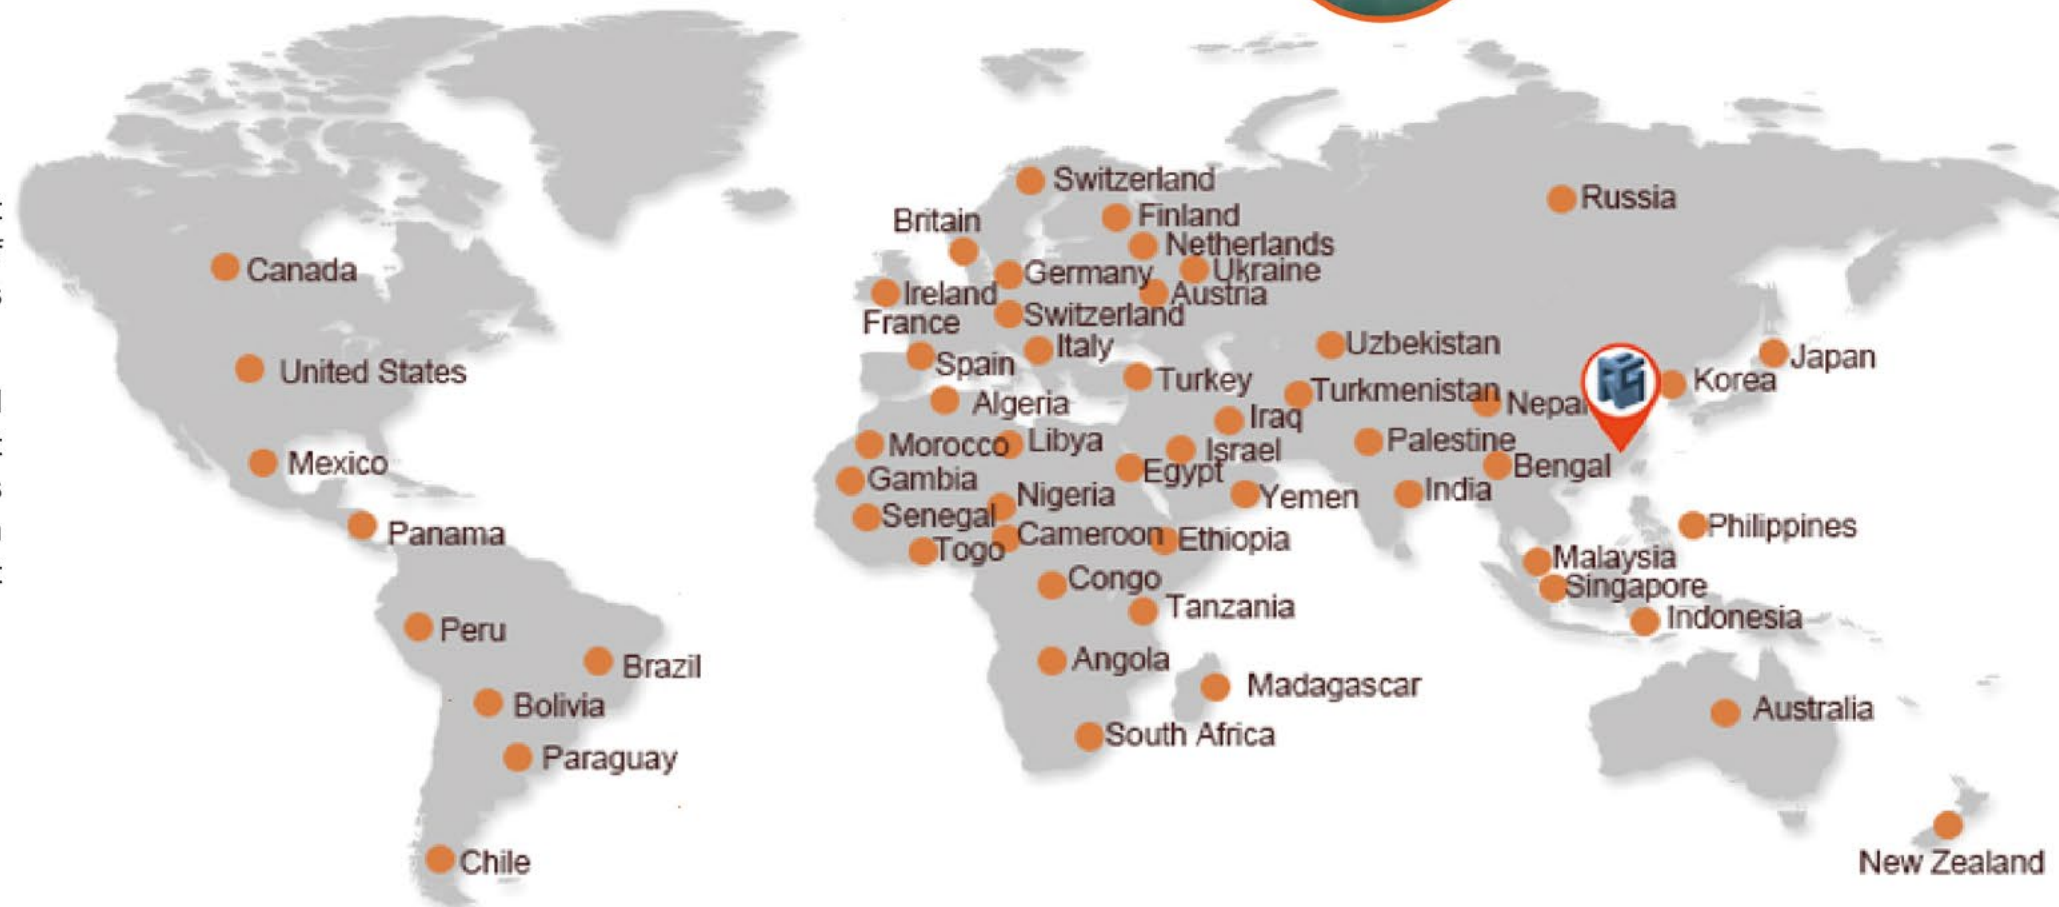 Switzerland
Russia
Britain
Finland
Netherlands
Canada
Germany
Ukraine
Ireland
Austria
France
Switzerland
Italy
Uzbekistan
Japan
United States
Spain
Turkey
Turkmenistan
Korea
Algeria
Nepal
Iraq
Morocco
Libya
Israel
Palestine
Mexico
Gambia
Egypt
Bengal
Nigeria
Yemen
India
Senegal
Panama
Togo
Cameroon
Ethiopia
Philippines
Malaysia
Congo
Singapore
Tanzania
Indonesia
Peru
Brazil
Angola
Madagascar
Bolivia
Australia
South Africa
Paraguay
Chile
New Zealand